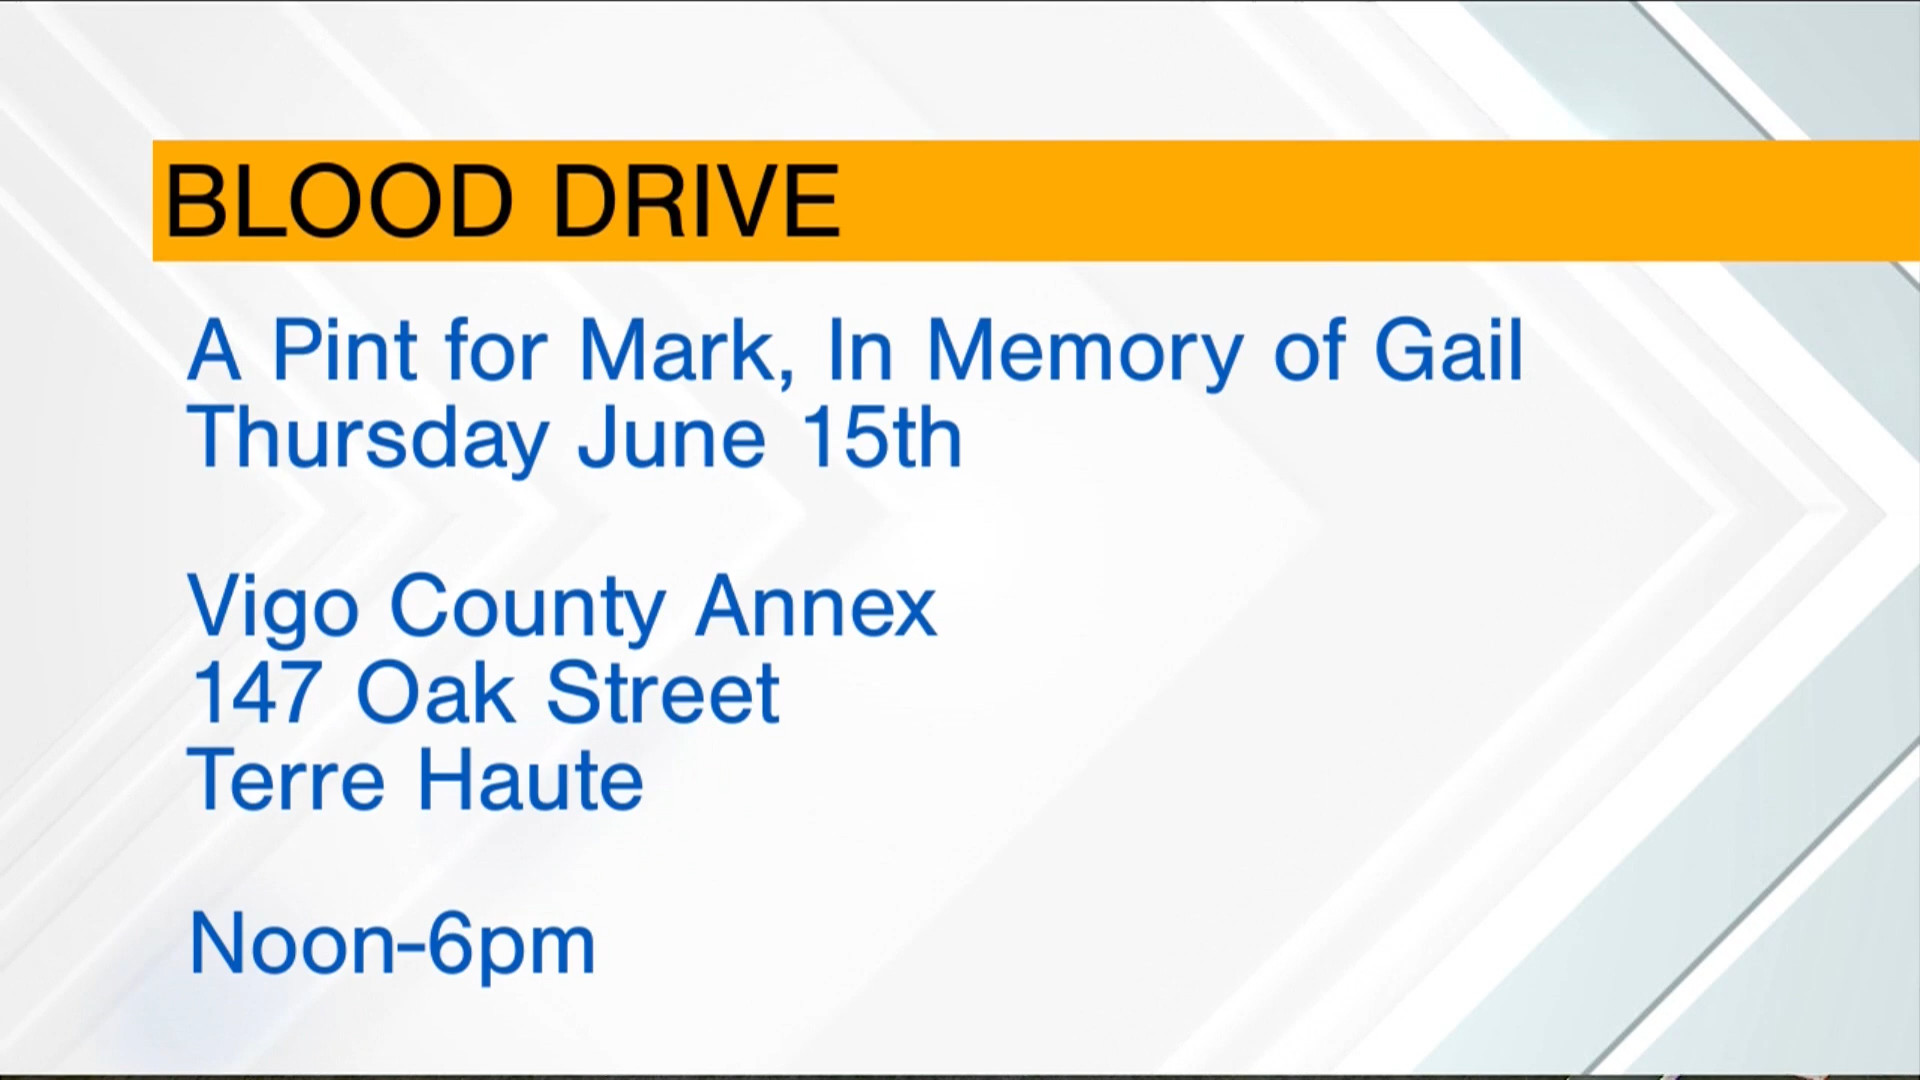 BLOOD DRIVE
A Pint for Mark, In Memory of Gail
Thursday June 15th
Vigo County Annex
147 Oak Street
Terre Haute
Noon-6pm